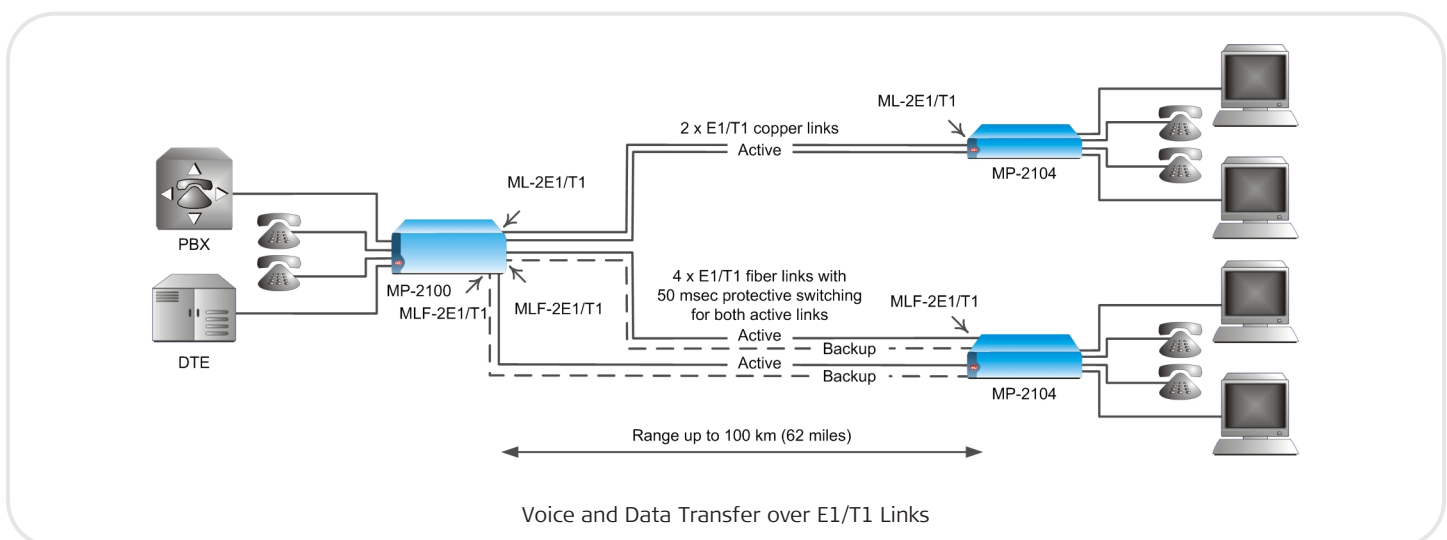 ML-2E1/T1
2 x E1/T1 copper links
Active
MP-2104
ML-2E1/T1
PBX
MP-2100
MLF-2E1/T1
MLF-2E1/T1
DTE
4 x E1/T1 fiber links with
50 msec protective switching
for both active links
MLF-2E1/T1
Active
Backup
Active
Backup
MP-2104
Range up to 100 km (62 miles)
Voice and Data Transfer over E1/T1 Links